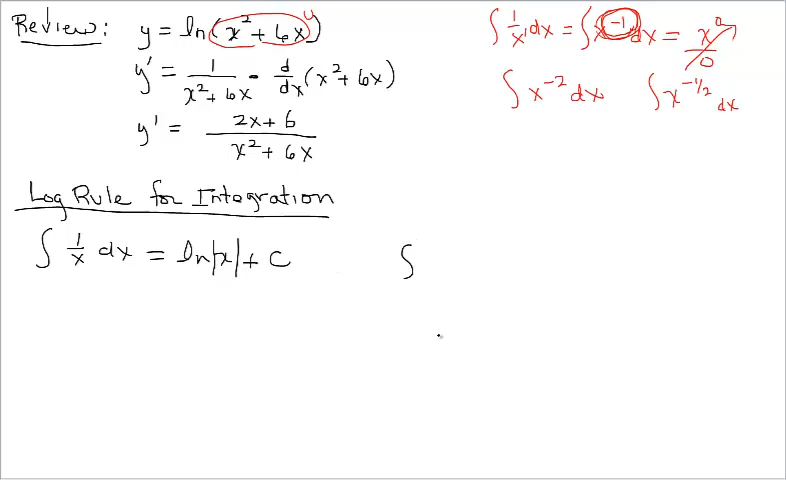 Review: y = ln(x² + 6x) u
y' = 1/(x² + 6x) - d/dx (x² + 6x)
y' = (2x + 6)/(x² + 6x)
∫ 1/x¹ dx = ∫ x⁻¹ dx = x⁰/0
∫ x⁻² dx ∫ x^(-1/2) dx
Log Rule for Integration
∫ 1/x dx = ln|x| + C ∫